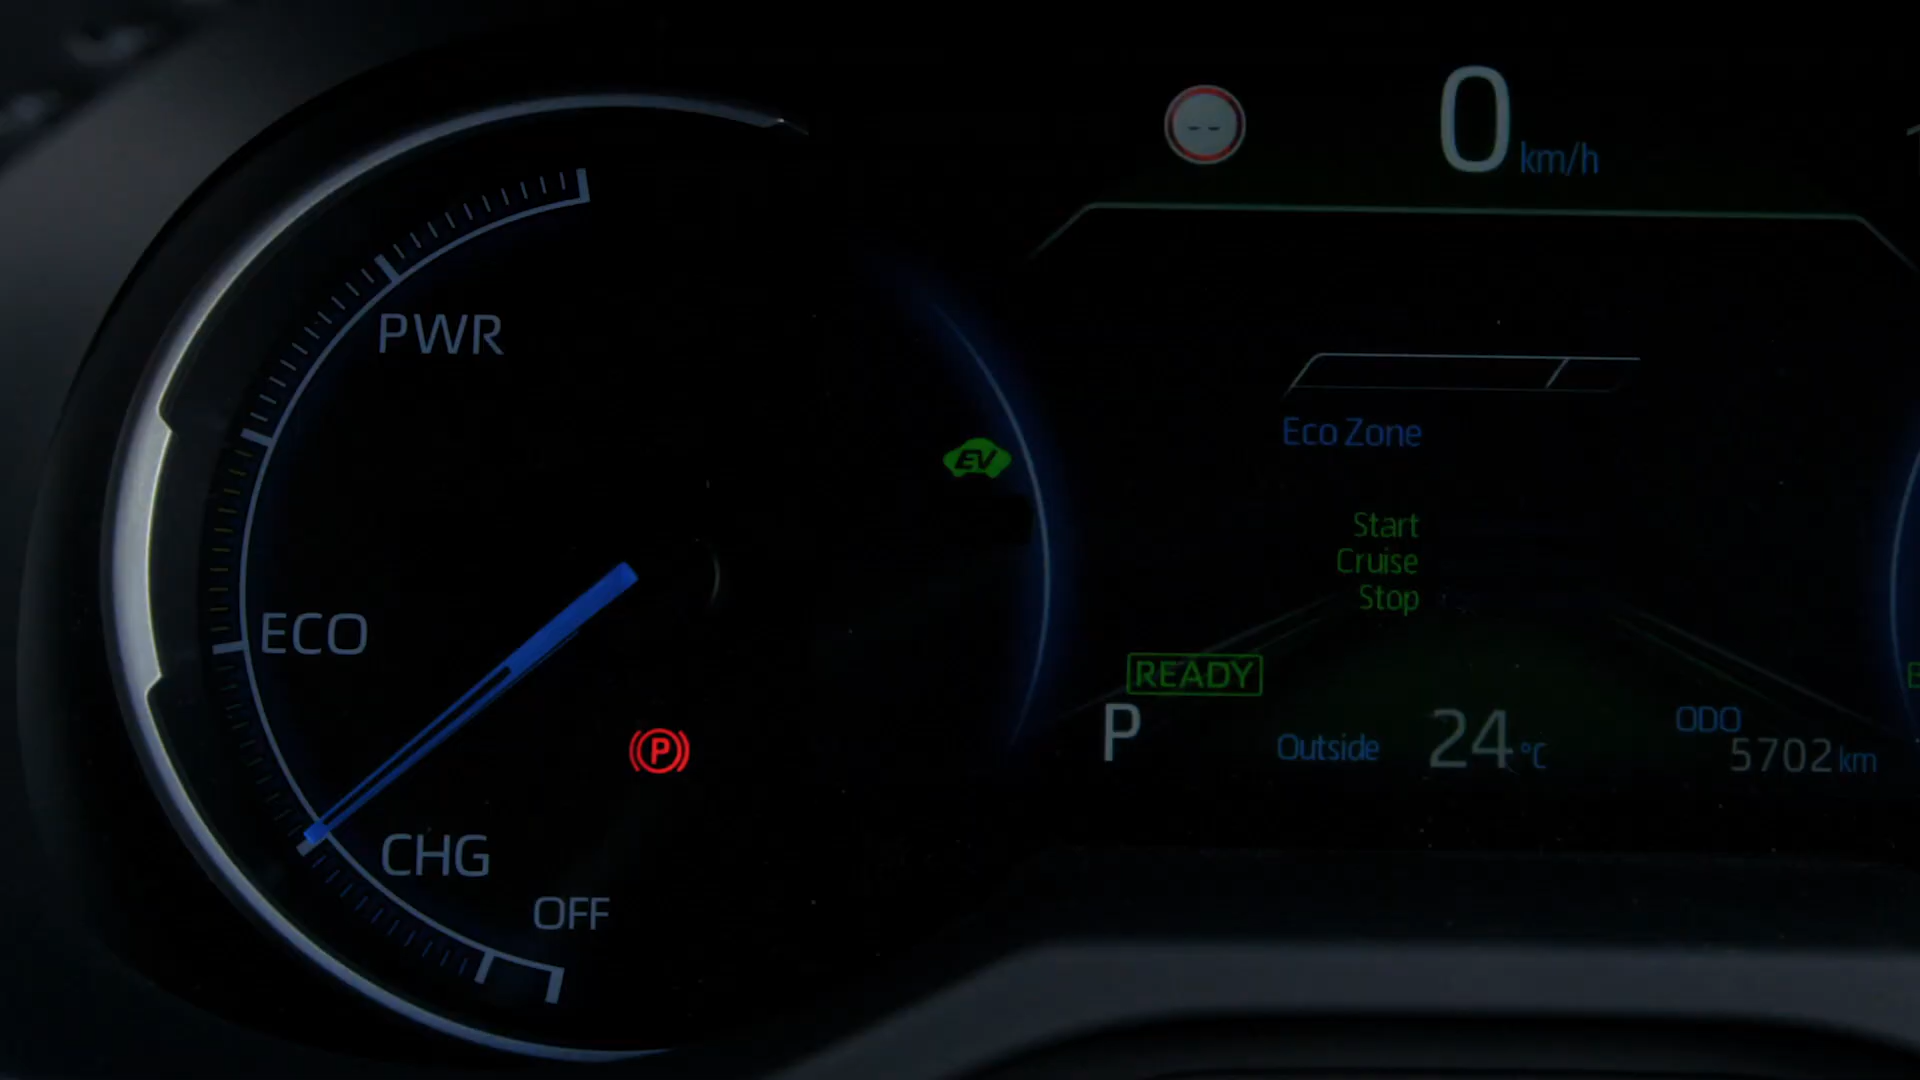 -- 0 km/h
PWR
Eco Zone
EV
Start
Cruise
Stop
ECO
READY
P
Outside 24 °C
ODO
5702 km
P
CHG
OFF